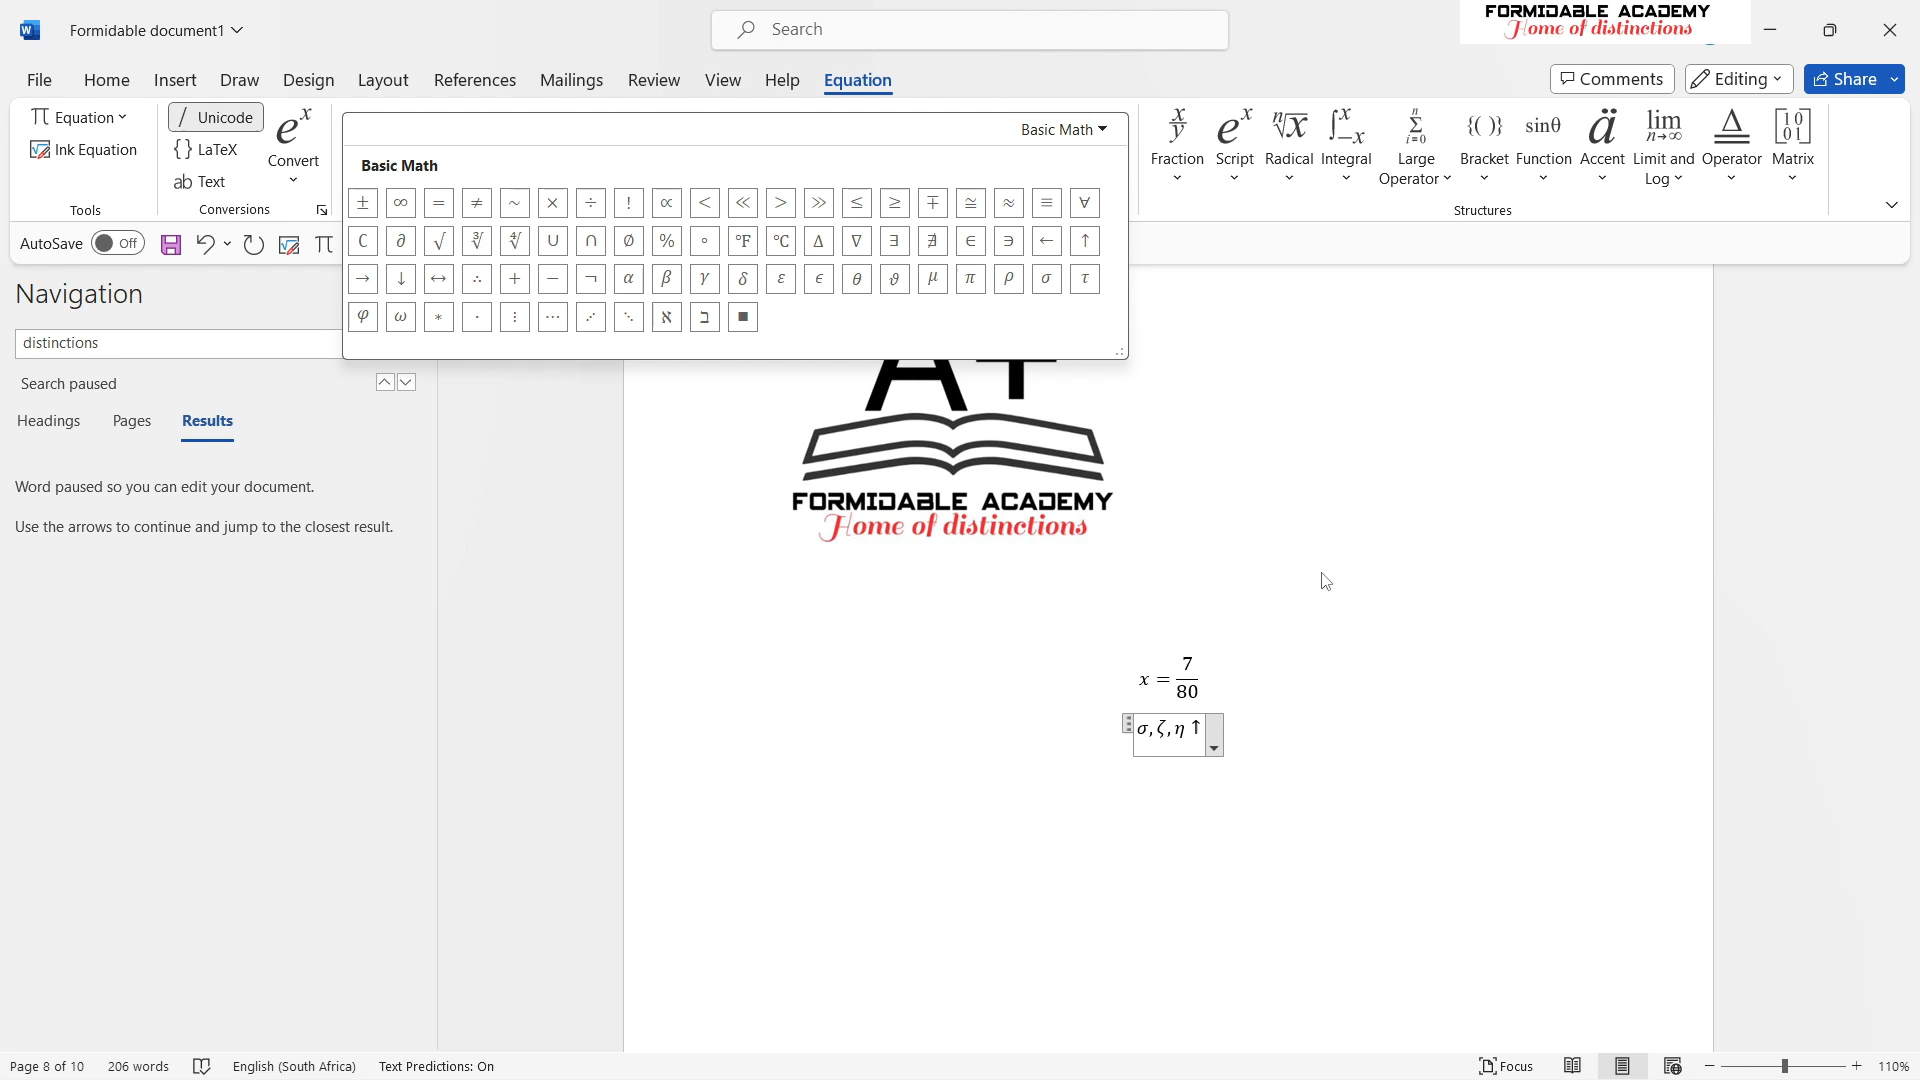 Formidable document1
Search
FORMIDABLE ACADEMY
Home of distinctions
File Home Insert Draw Design Layout References Mailings Review View Help Equation
Comments Editing Share
Equation
Ink Equation
Tools
Unicode
LaTeX
Text
Convert
Conversions
Basic Math
Basic Math
± ∞ = ≠ ~ × ÷ ! ∝ < ≪ > ≫ ≤ ≥ ∓ ≅ ≈ ≡ ∀
∁ ∂ √ ∛ ∜ ∪ ∩ ∅ % ° °F °C ∆ ∇ ∃ ∄ ∈ ∋ ← ↑
→ ↓ ↔ ∴ + − ¬ α β γ δ ε ϵ θ ϑ μ π ρ σ τ
φ ω ∗ ∙ ⋮ ⋯ ⋰ ⋱ ℵ ℶ ■
Fraction Script Radical Integral Large Operator Bracket Function Accent Limit and Log Operator Matrix
Structures
AutoSave Off
Navigation
distinctions
Search paused
Headings Pages Results
Word paused so you can edit your document.
Use the arrows to continue and jump to the closest result.
A+
FORMIDABLE ACADEMY
Home of distinctions
x = 7/80
σ, ζ, η ↑
Page 8 of 10 206 words English (South Africa) Text Predictions: On
Focus 110%